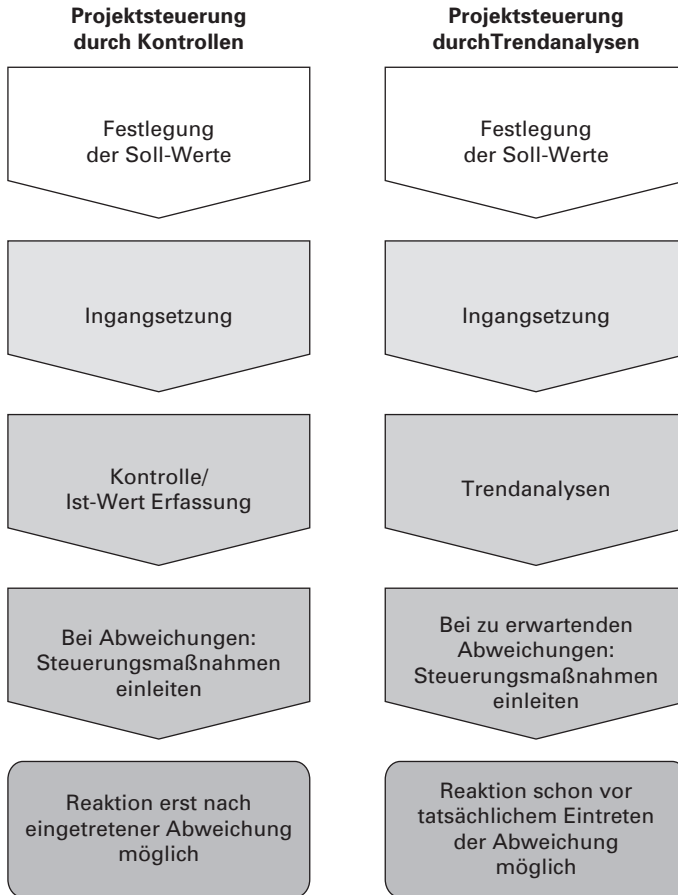 Projektsteuerung
durch Kontrollen
Festlegung
der Soll-Werte
Ingangsetzung
Kontrolle/
Ist-Wert Erfassung
Bei Abweichungen:
Steuerungsmaßnahmen
einleiten
Reaktion erst nach
eingetretener Abweichung
möglich
Projektsteuerung
durchTrendanalysen
Festlegung
der Soll-Werte
Ingangsetzung
Trendanalysen
Bei zu erwartenden
Abweichungen:
Steuerungsmaßnahmen
einleiten
Reaktion schon vor
tatsächlichem Eintreten
der Abweichung
möglich